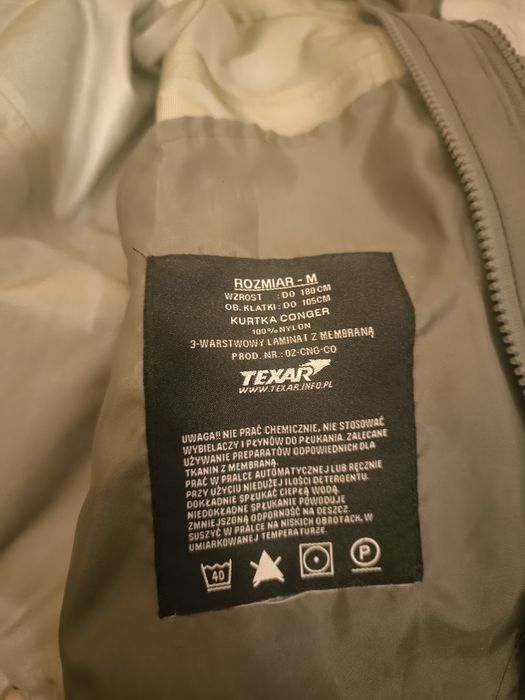 ROZMIAR - M
WZROST : DO 180 CM
OB. KLATKI : DO 105CM
KURTKA CONGER
100% NYLON
3-WARSTWOWY LAMINAT Z MEMBRANĄ
PROD. NR.: 02-CNG-CO
TEXAR
WWW.TEXAR.INFO.PL
UWAGA!! NIE PRAĆ CHEMICZNIE, NIE STOSOWAĆ
WYBIELACZY I PŁYNÓW DO PŁUKANIA. ZALECANE
UŻYWANIE PREPARATÓW ODPOWIEDNICH DLA
TKANIN Z MEMBRANĄ.
PRAĆ W PRALCE AUTOMATYCZNEJ LUB RĘCZNIE
PRZY UŻYCIU NIEDUŻEJ ILOŚCI DETERGENTU.
DOKŁADNIE SPŁUKAĆ CIEPŁĄ WODĄ.
NIEDOKŁADNE SPŁUKANIE POWODUJE
ZMNIEJSZONĄ ODPORNOŚĆ NA DESZCZ.
SUSZYĆ W PRALCE NA NISKICH OBROTACH, W
UMIARKOWANEJ TEMPERATURZE.
40 P